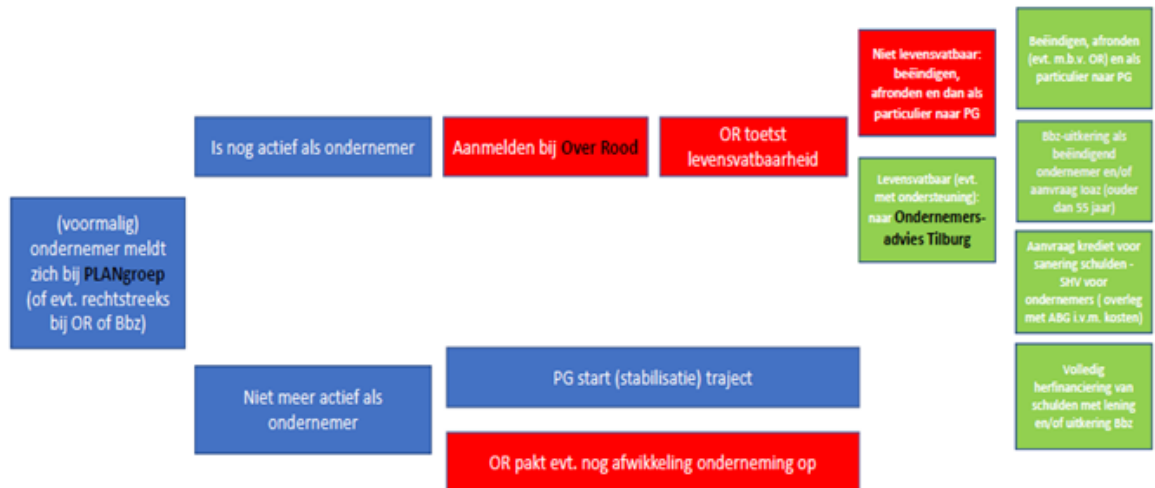 (voormalig)
ondernemer meldt
zich bij PLANgroep
(of evt. rechtstreeks
bij OR of Bbz)
Is nog actief als ondernemer
Aanmelden bij Over Rood
OR toetst
levensvatbaarheid
Niet levensvatbaar:
beëindigen,
afronden en dan als
particulier naar PG
Levensvatbaar (evt.
met ondersteuning):
naar Ondernemers-
advies Tilburg
Beëindigen, afronden
(evt. m.b.v. OR) en als
particulier naar PG
Bbz-uitkering als
beëindigend
ondernemer en/of
aanvraag Ioaz (ouder
dan 55 jaar)
Aanvraag krediet voor
sanering schulden -
SHV voor
ondernemers ( overleg
met ABG i.v.m. kosten)
Volledig
herfinanciering van
schulden met lening
en/of uitkering Bbz
Niet meer actief als
ondernemer
PG start (stabilisatie) traject
OR pakt evt. nog afwikkeling onderneming op